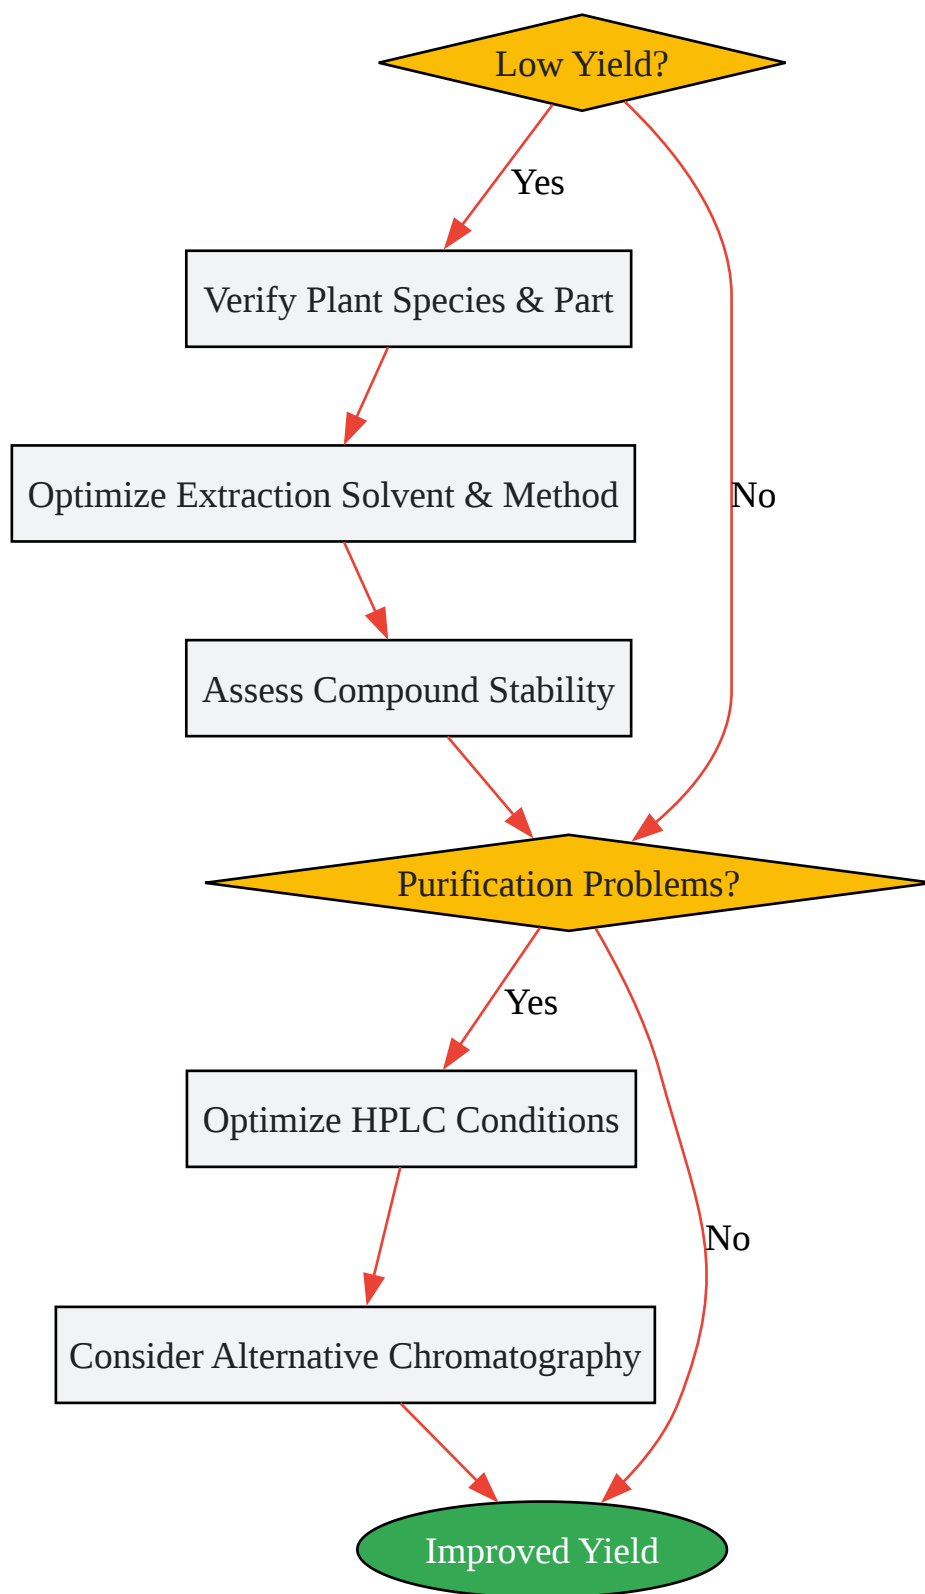 Low Yield?
Yes
Verify Plant Species & Part
Optimize Extraction Solvent & Method
No
Assess Compound Stability
Purification Problems?
Yes
Optimize HPLC Conditions
No
Consider Alternative Chromatography
Improved Yield